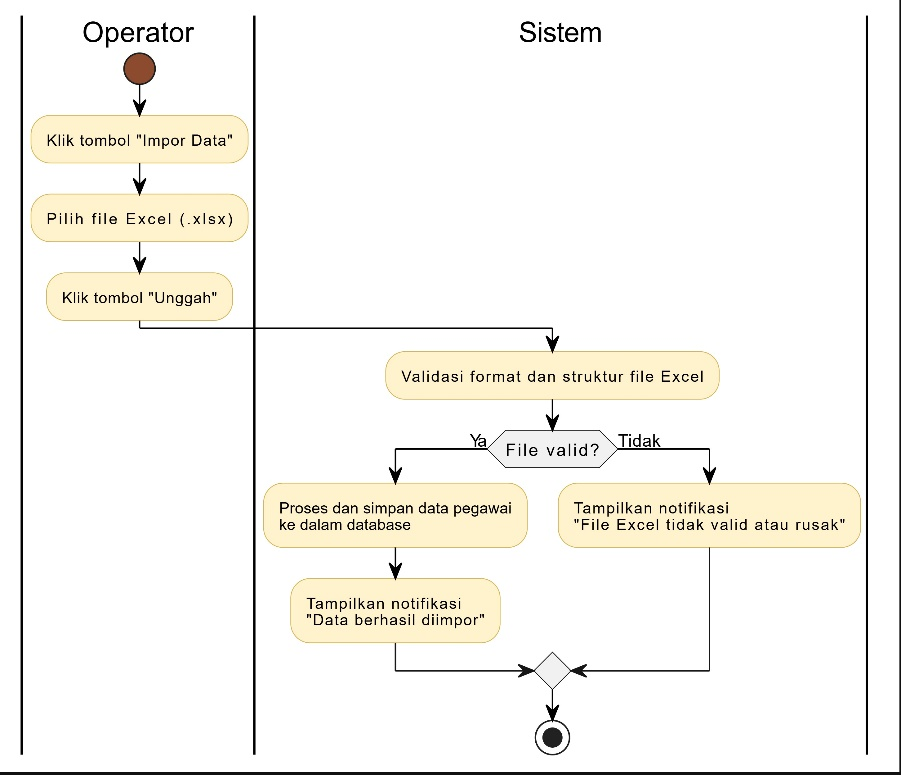 Operator
Sistem
Klik tombol "Impor Data"
Pilih file Excel (.xlsx)
Klik tombol "Unggah"
Validasi format dan struktur file Excel
Ya
File valid?
Tidak
Proses dan simpan data pegawai
ke dalam database
Tampilkan notifikasi
"File Excel tidak valid atau rusak"
Tampilkan notifikasi
"Data berhasil diimpor"